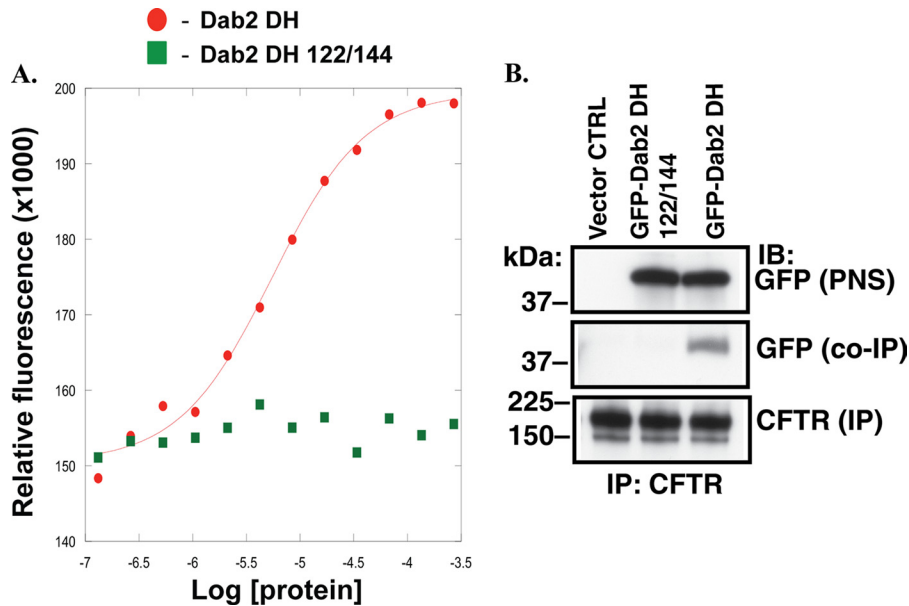 - Dab2 DH
- Dab2 DH 122/144
A.
Relative fluorescence (x1000)
200
190
180
170
160
150
140
-7
-6.5
-6
-5.5
-5
-4.5
-4
-3.5
Log [protein]
B.
Vector CTRL
GFP-Dab2 DH
122/144
GFP-Dab2 DH
kDa:
IB:
37–
GFP (PNS)
37–
GFP (co-IP)
225–
150–
CFTR (IP)
IP: CFTR